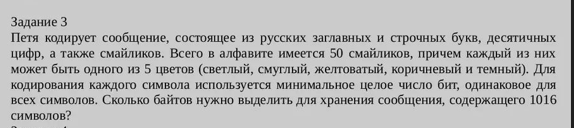 Задание 3
Петя кодирует сообщение, состоящее из русских заглавных и строчных букв, десятичных
цифр, а также смайликов. Всего в алфавите имеется 50 смайликов, причем каждый из них
может быть одного из 5 цветов (светлый, смуглый, желтоватый, коричневый и темный). Для
кодирования каждого символа используется минимальное целое число бит, одинаковое для
всех символов. Сколько байтов нужно выделить для хранения сообщения, содержащего 1016
символов?